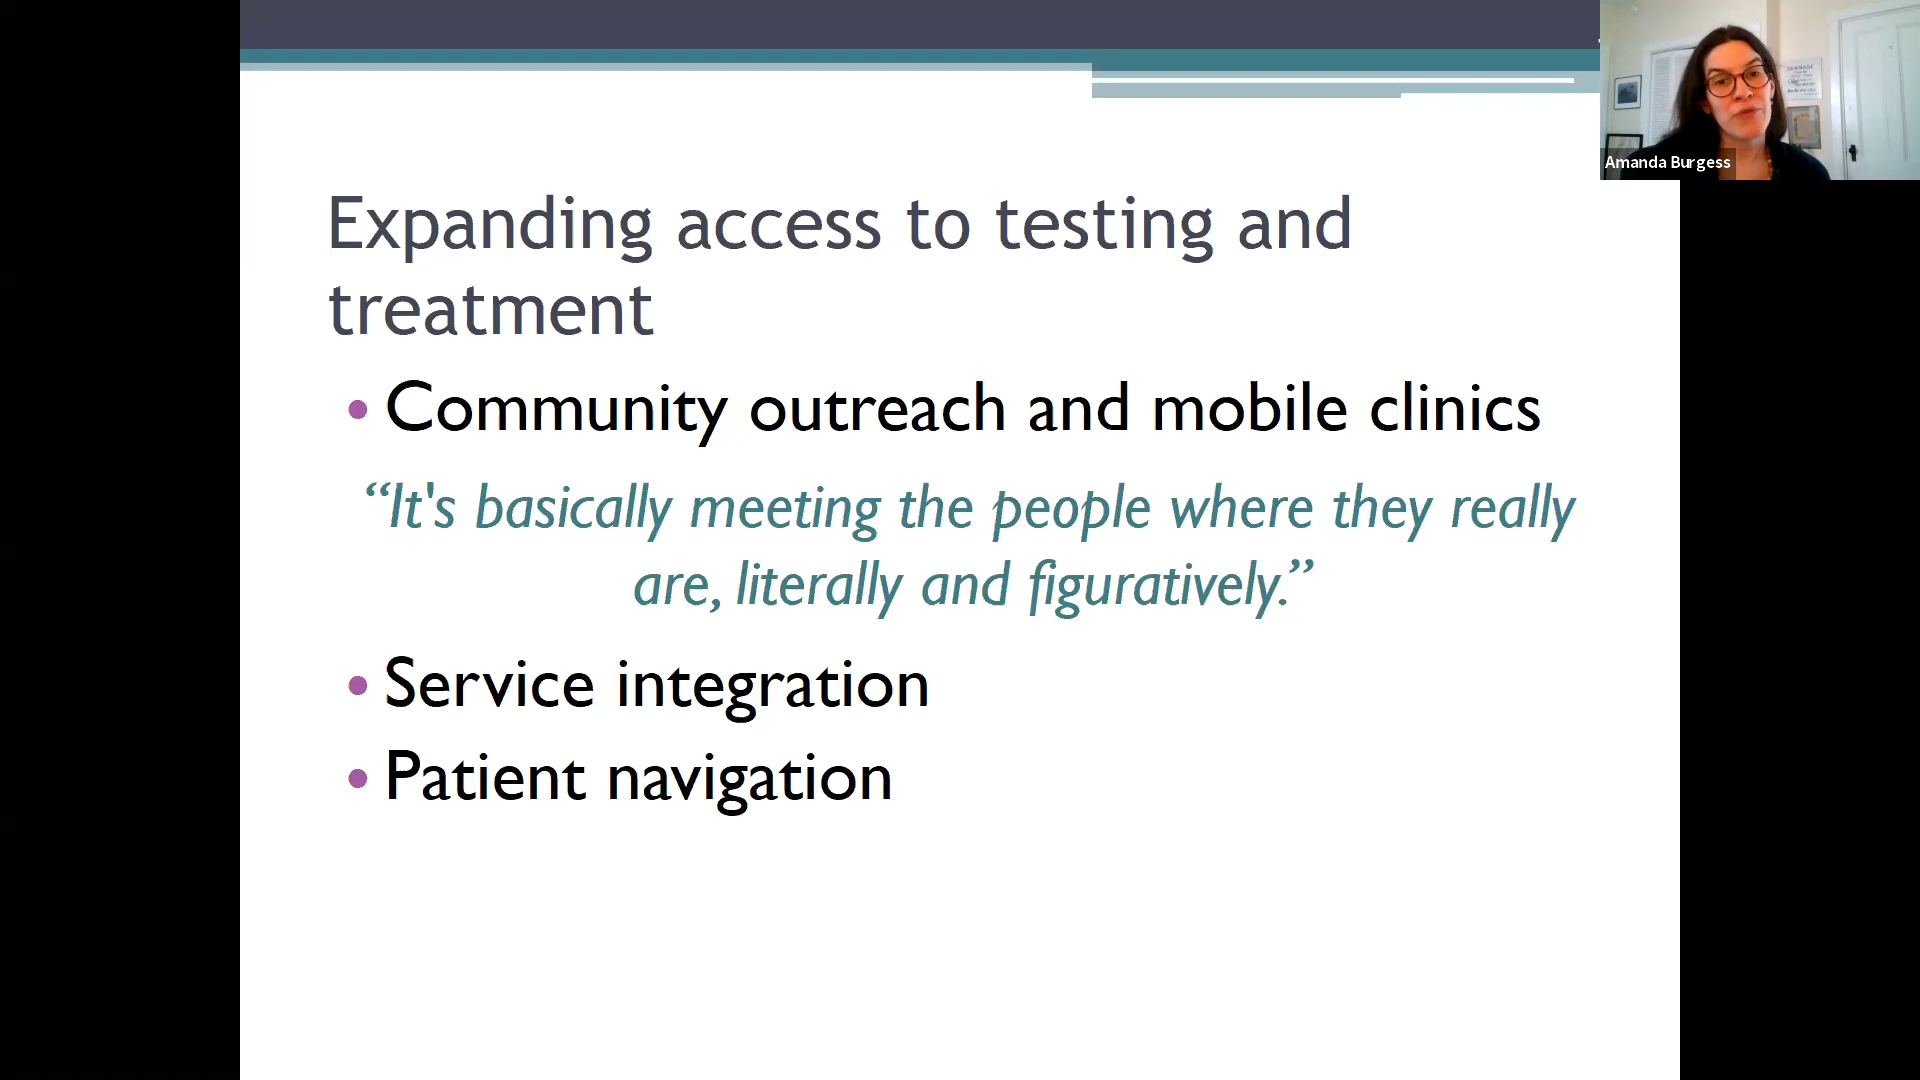 Expanding access to testing and
treatment
• Community outreach and mobile clinics
“It's basically meeting the people where they really
are, literally and figuratively.”
• Service integration
• Patient navigation
Amanda Burgess